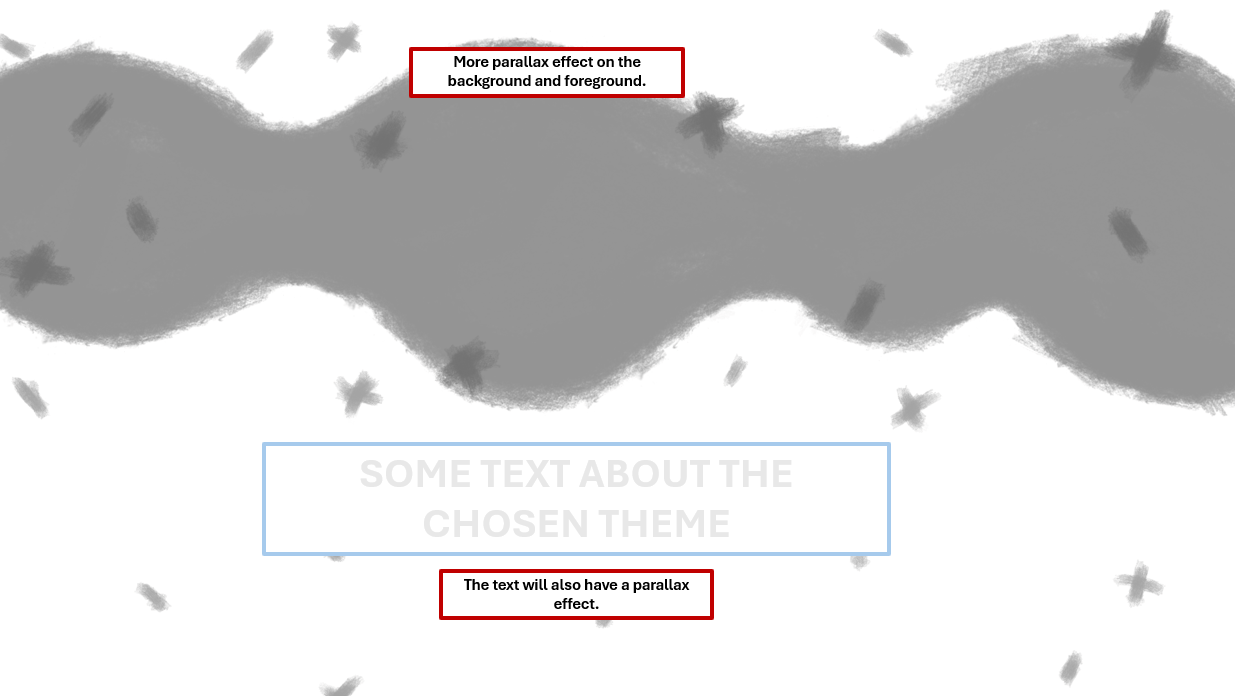 More parallax effect on the
background and foreground.
SOME TEXT ABOUT THE
CHOSEN THEME
The text will also have a parallax
effect.